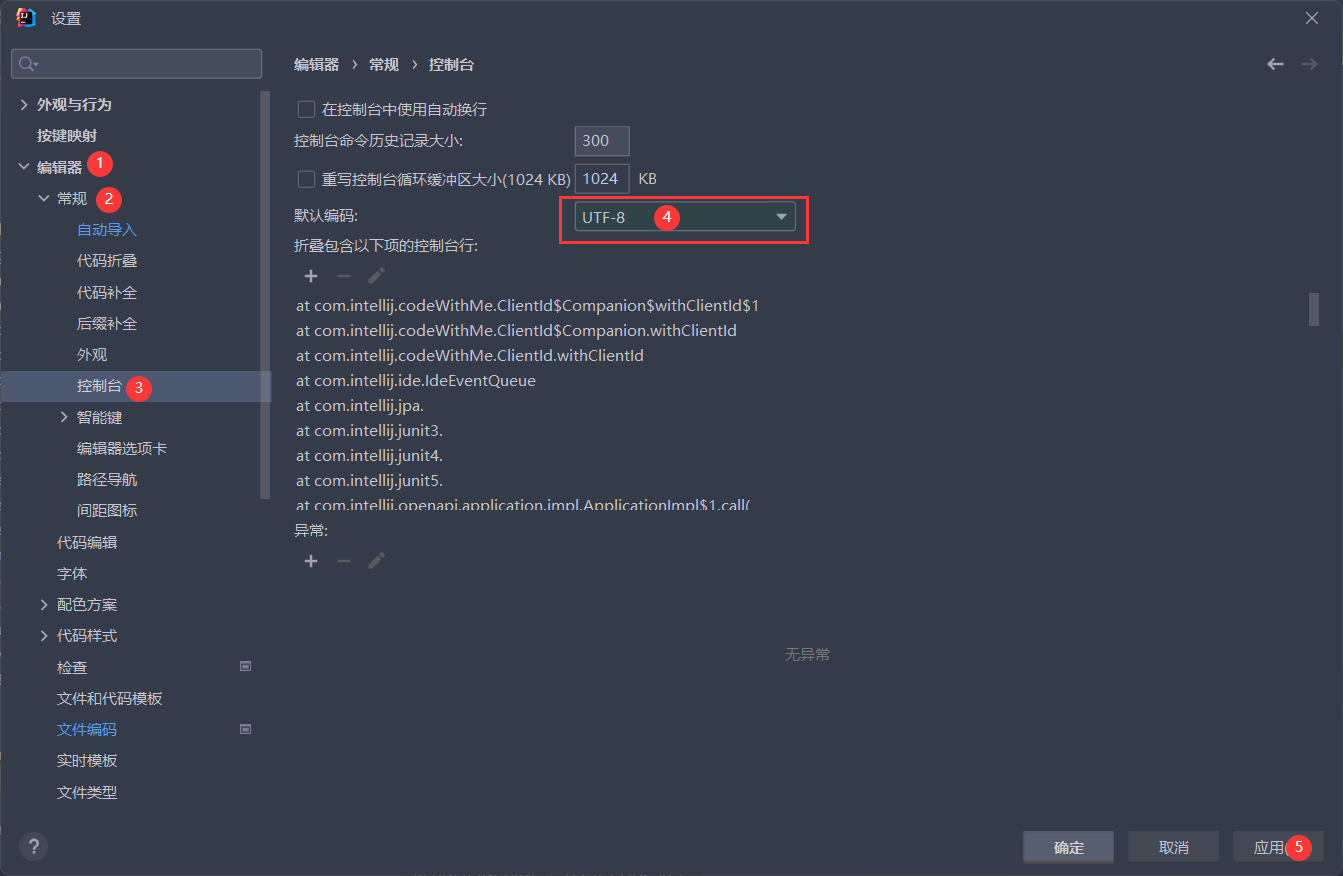 设置
编辑器 › 常规 › 控制台
外观与行为
按键映射
编辑器 1
常规 2
自动导入
代码折叠
代码补全
后缀补全
外观
控制台 3
智能键
编辑器选项卡
路径导航
间距图标
代码编辑
字体
配色方案
代码样式
检查
文件和代码模板
文件编码
实时模板
文件类型
在控制台中使用自动换行
控制台命令历史记录大小: 300
重写控制台循环缓冲区大小(1024 KB) 1024 KB
默认编码: UTF-8 4
折叠包含以下项的控制台行:
at com.intellij.codeWithMe.ClientId$Companion$withClientId$1
at com.intellij.codeWithMe.ClientId$Companion.withClientId
at com.intellij.codeWithMe.ClientId.withClientId
at com.intellij.ide.IdeEventQueue
at com.intellij.jpa.
at com.intellij.junit3.
at com.intellij.junit4.
at com.intellij.junit5.
at com.intellij.openapi.application.impl.ApplicationImpl$1.call(
异常:
无异常
?
确定 取消 应用 5